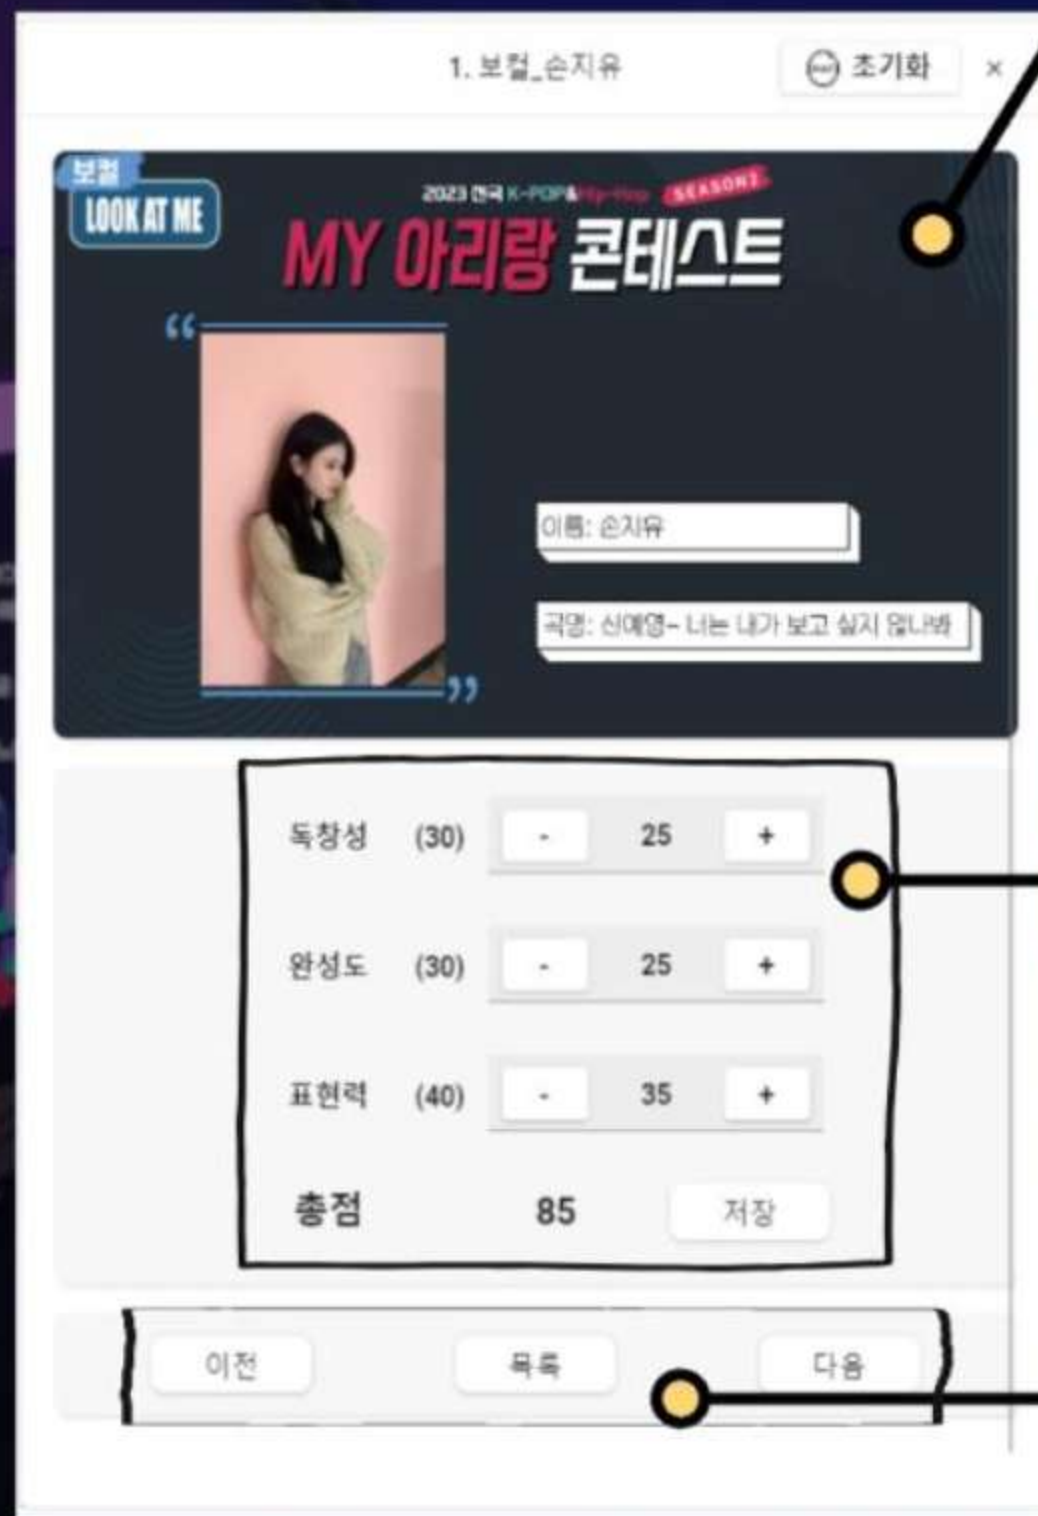 1. 보컬_손지유
초기화 ×
보컬
LOOK AT ME
2023 전국 K-POP&Hip-Hop SEASON2
MY 아리랑 콘테스트
“
이름: 손지유
곡명: 신예영- 너는 내가 보고 싶지 않나봐
”
독창성 (30) - 25 +
완성도 (30) - 25 +
표현력 (40) - 35 +
총점 85 저장
이전 목록 다음